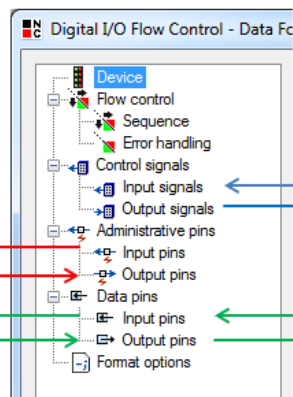 NC Digital I/O Flow Control - Data Fo
Device
Flow control
Sequence
Error handling
Control signals
Input signals
Output signals
Administrative pins
Input pins
Output pins
Data pins
Input pins
Output pins
Format options